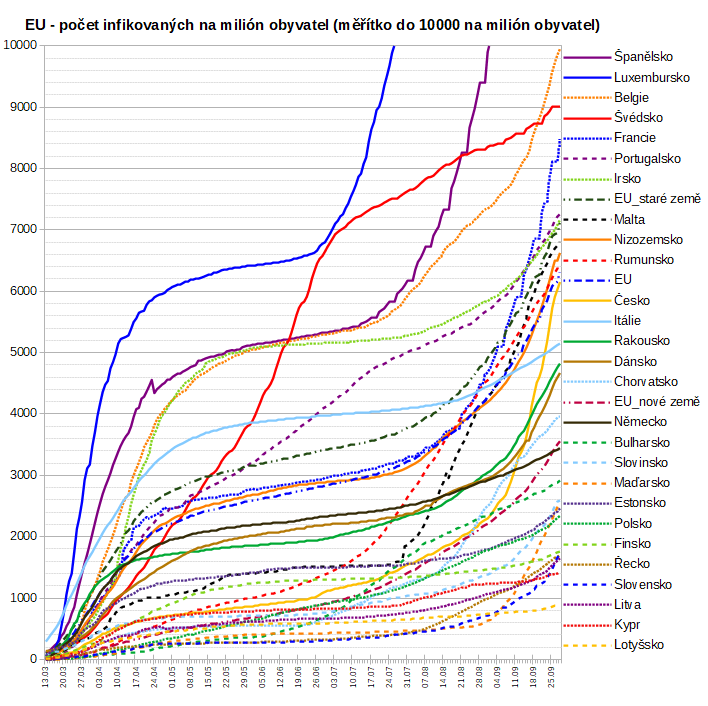 EU - počet infikovaných na milión obyvatel (měřítko do 10000 na milión obyvatel)
10000
9000
8000
7000
6000
5000
4000
3000
2000
1000
0
13.03
20.03
27.03
03.04
10.04
17.04
24.04
01.05
08.05
15.05
22.05
29.05
05.06
12.06
19.06
26.06
03.07
10.07
17.07
24.07
31.07
07.08
14.08
21.08
28.08
04.09
11.09
18.09
25.09
Španělsko
Luxembursko
Belgie
Švédsko
Francie
Portugalsko
Irsko
EU_staré země
Malta
Nizozemsko
Rumunsko
EU
Česko
Itálie
Rakousko
Dánsko
Chorvatsko
EU_nové země
Německo
Bulharsko
Slovinsko
Maďarsko
Estonsko
Polsko
Finsko
Řecko
Slovensko
Litva
Kypr
Lotyšsko